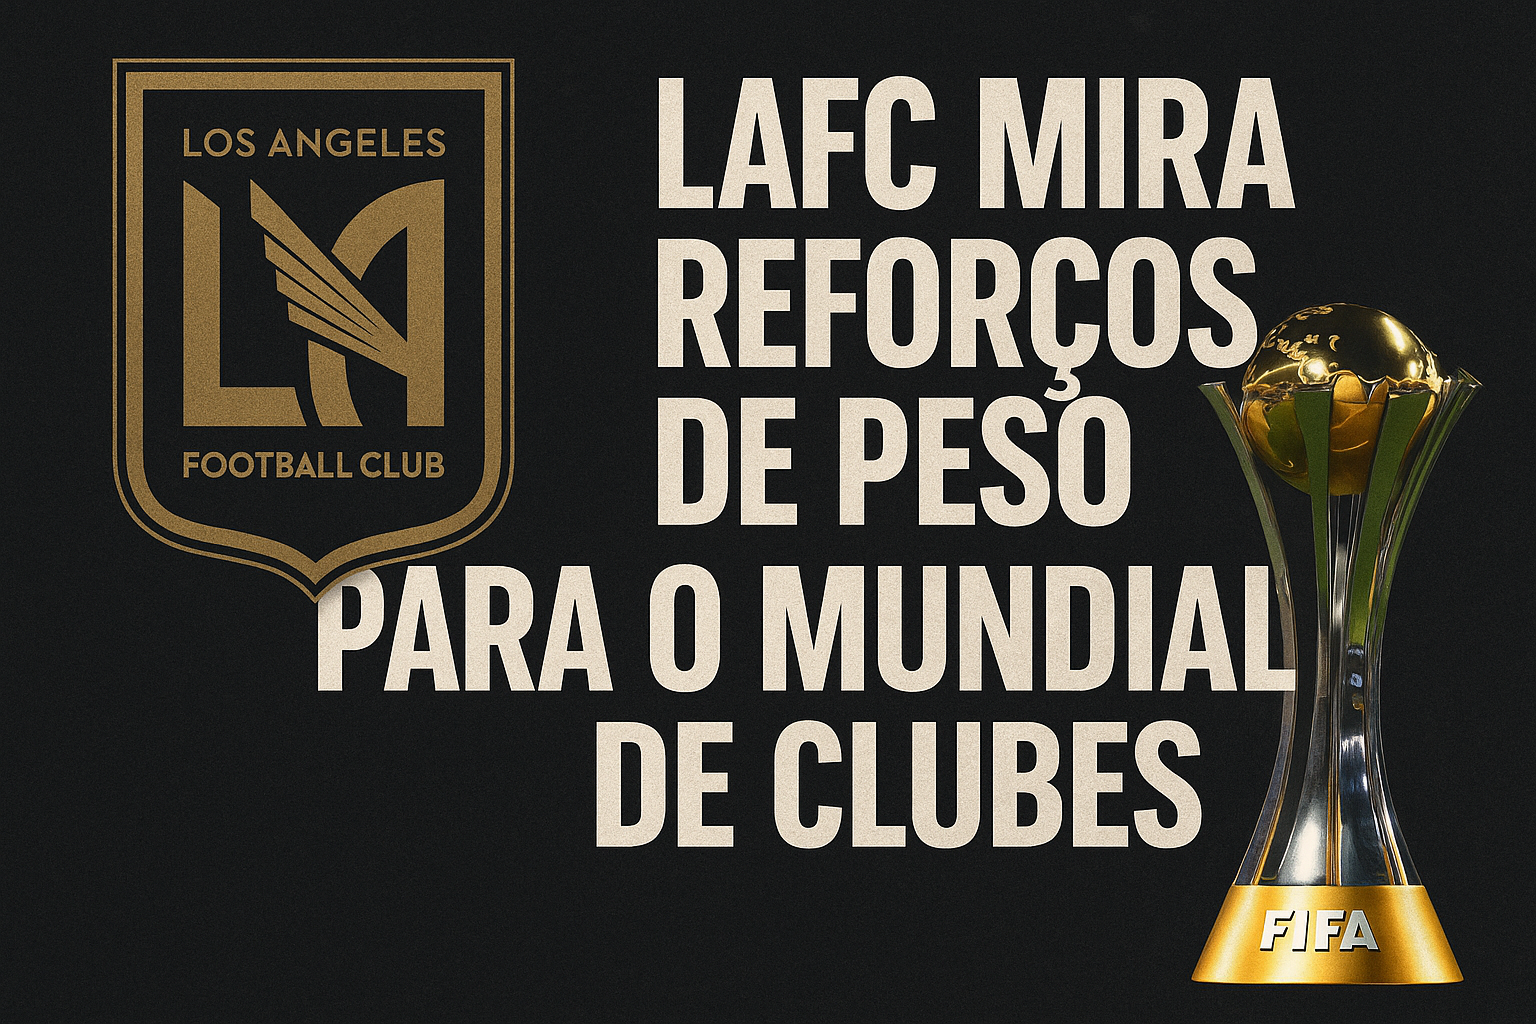 LOS ANGELES
LA
FOOTBALL CLUB
LAFC MIRA
REFORÇOS
DE PESO
PARA O MUNDIAL
DE CLUBES
FIFA